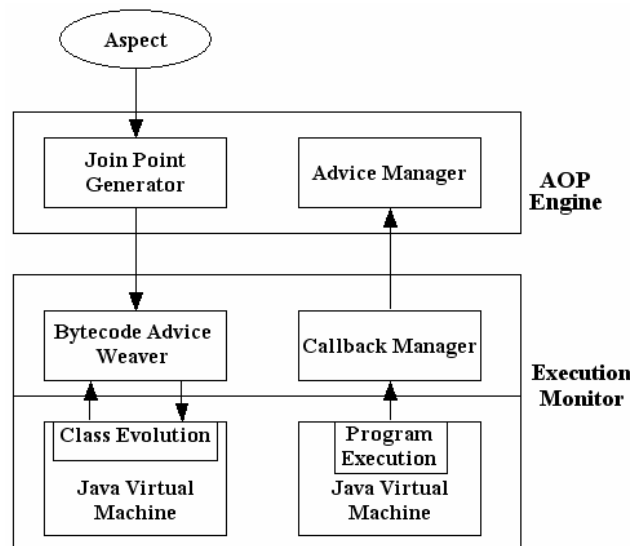 Aspect
Join Point
Generator
Advice Manager
AOP
Engine
Bytecode Advice
Weaver
Callback Manager
Execution
Monitor
Class Evolution
Java Virtual
Machine
Program
Execution
Java Virtual
Machine